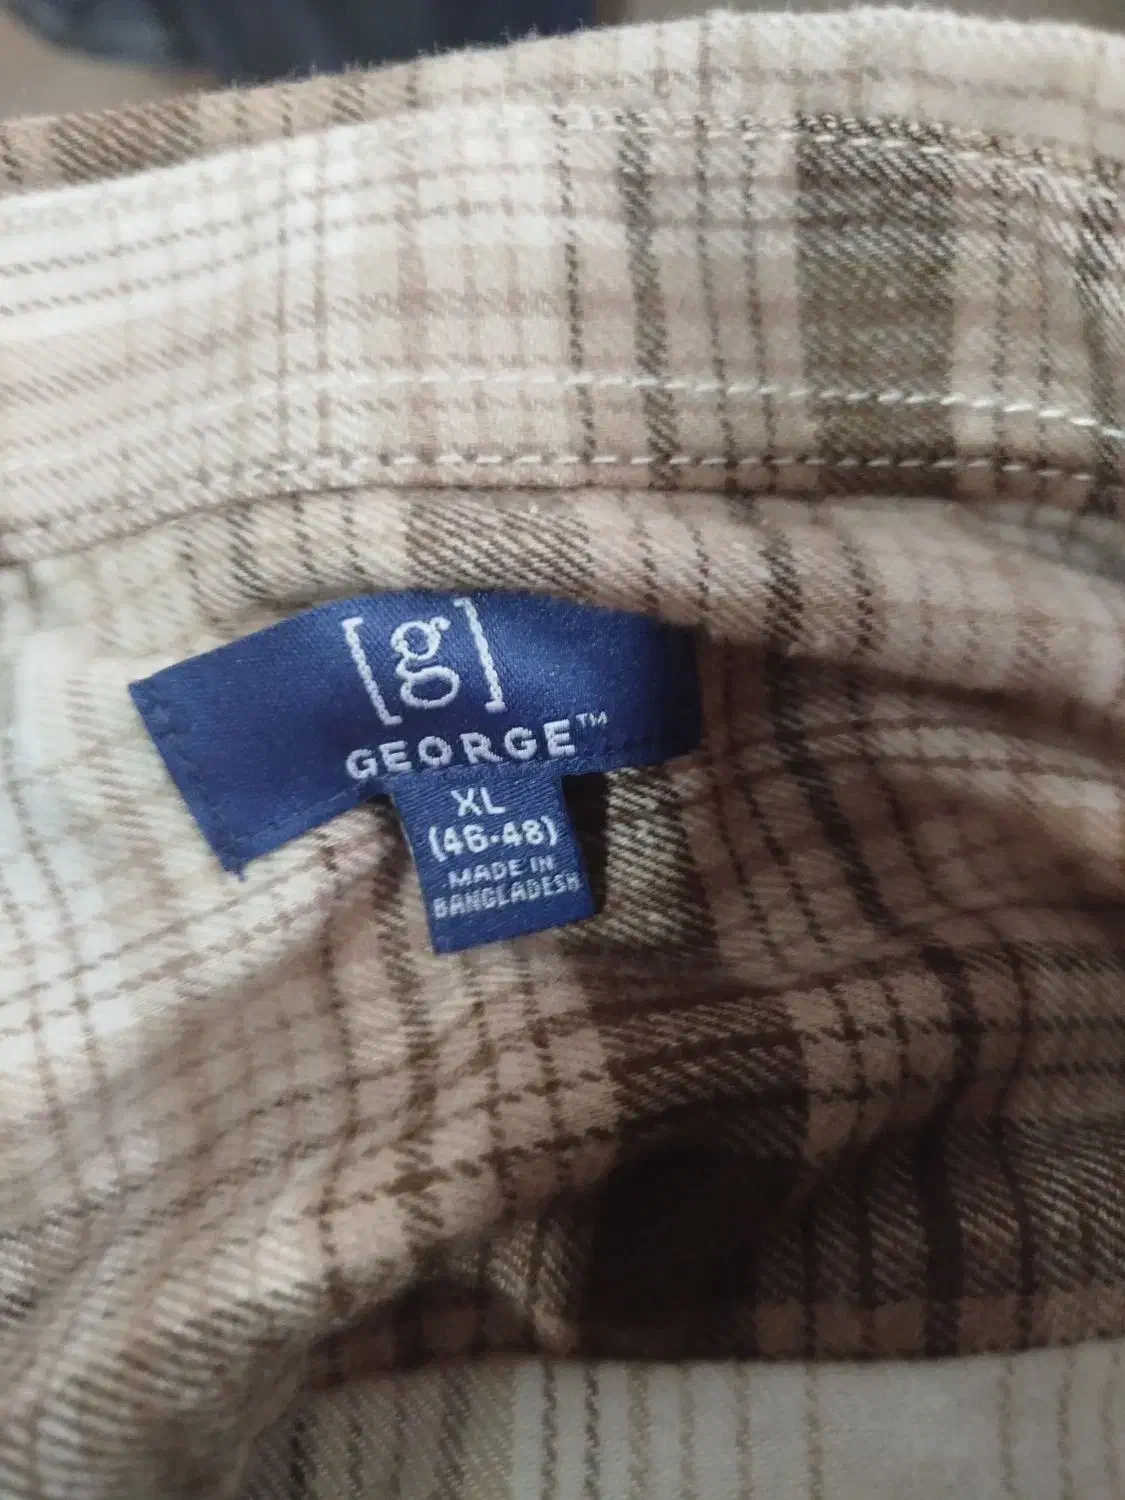 [g]
GEORGE™
XL
(46-48)
MADE IN
BANGLADESH